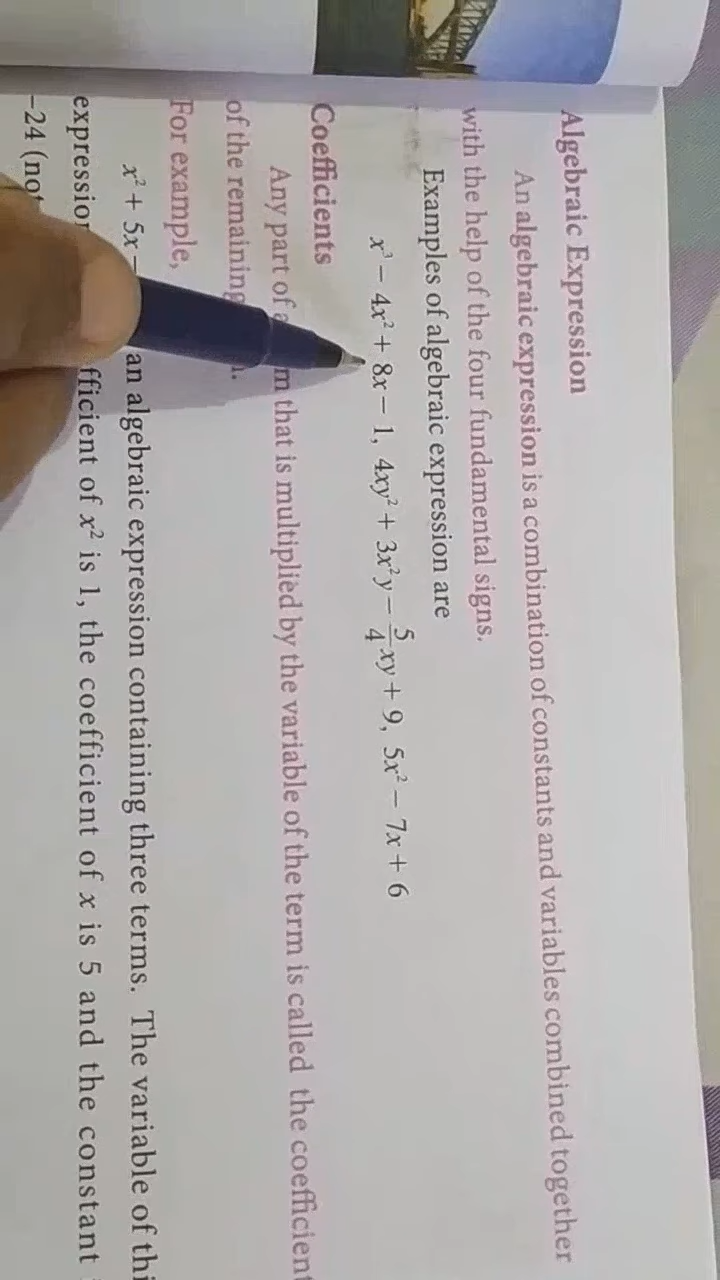 Algebraic Expression
An algebraic expression is a combination of constants and variables combined together
with the help of the four fundamental signs.
Examples of algebraic expression are
x³ − 4x² + 8x − 1, 4xy² + 3x²y − 5/4 xy + 9, 5x² − 7x + 6
Coefficients
Any part of a m that is multiplied by the variable of the term is called the coefficient
of the remaining
For example,
x² + 5x − an algebraic expression containing three terms. The variable of thi
expression fficient of x² is 1, the coefficient of x is 5 and the constant
−24 (not